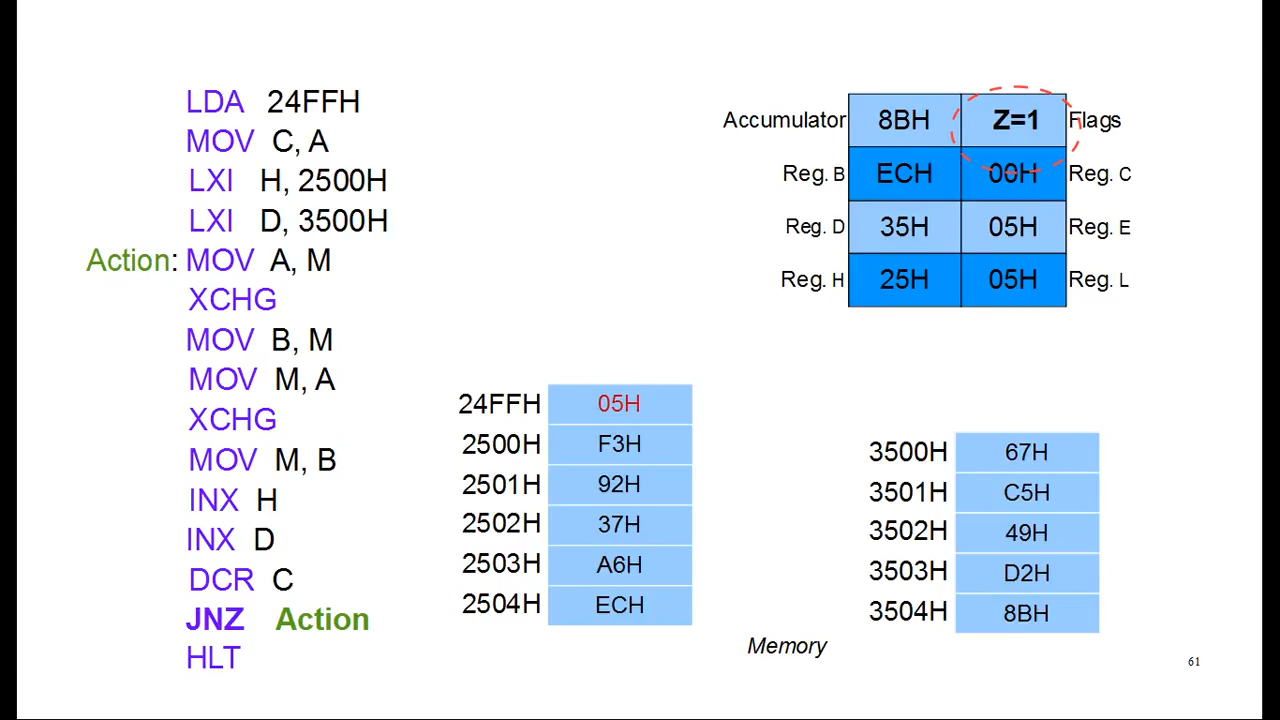 LDA 24FFH
MOV C, A
LXI H, 2500H
LXI D, 3500H
Action: MOV A, M
XCHG
MOV B, M
MOV M, A
XCHG
MOV M, B
INX H
INX D
DCR C
JNZ Action
HLT
Accumulator 8BH Z=1 Flags
Reg. B ECH 00H Reg. C
Reg. D 35H 05H Reg. E
Reg. H 25H 05H Reg. L
24FFH 05H
2500H F3H
2501H 92H
2502H 37H
2503H A6H
2504H ECH
3500H 67H
3501H C5H
3502H 49H
3503H D2H
3504H 8BH
Memory
61